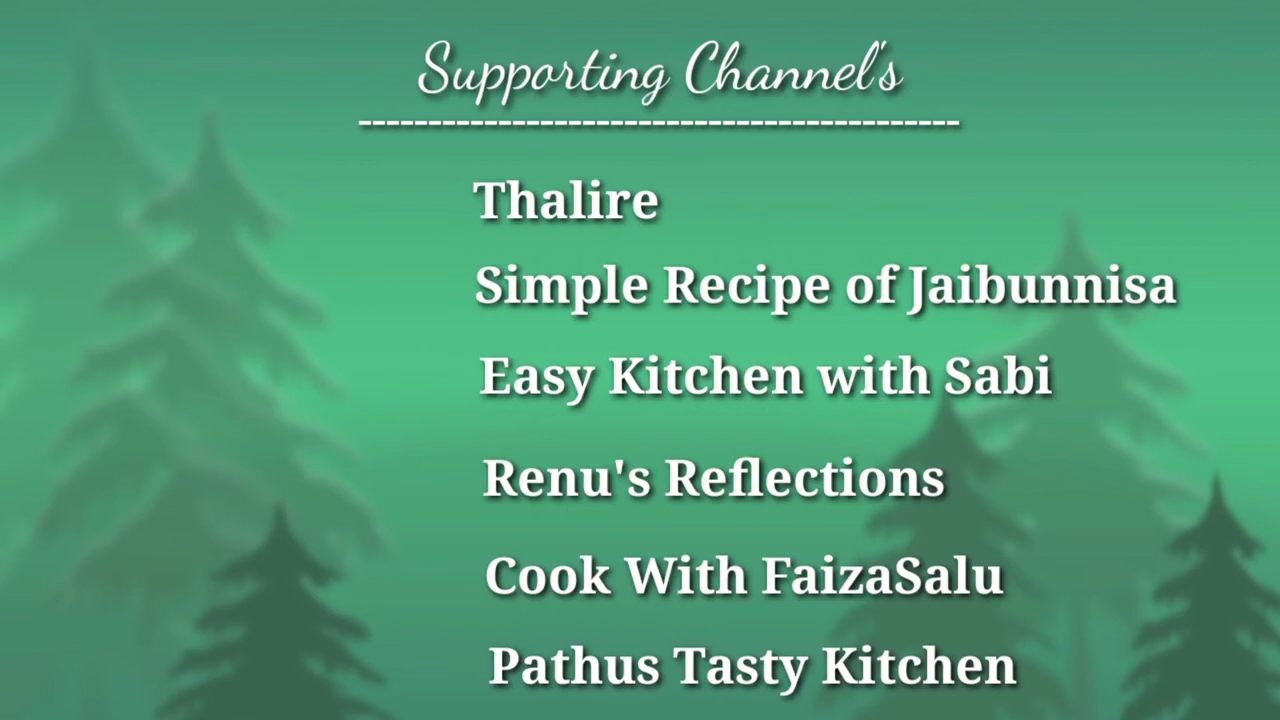 Supporting Channel's
-------------------------------------------
Thalire
Simple Recipe of Jaibunnisa
Easy Kitchen with Sabi
Renu's Reflections
Cook With FaizaSalu
Pathus Tasty Kitchen